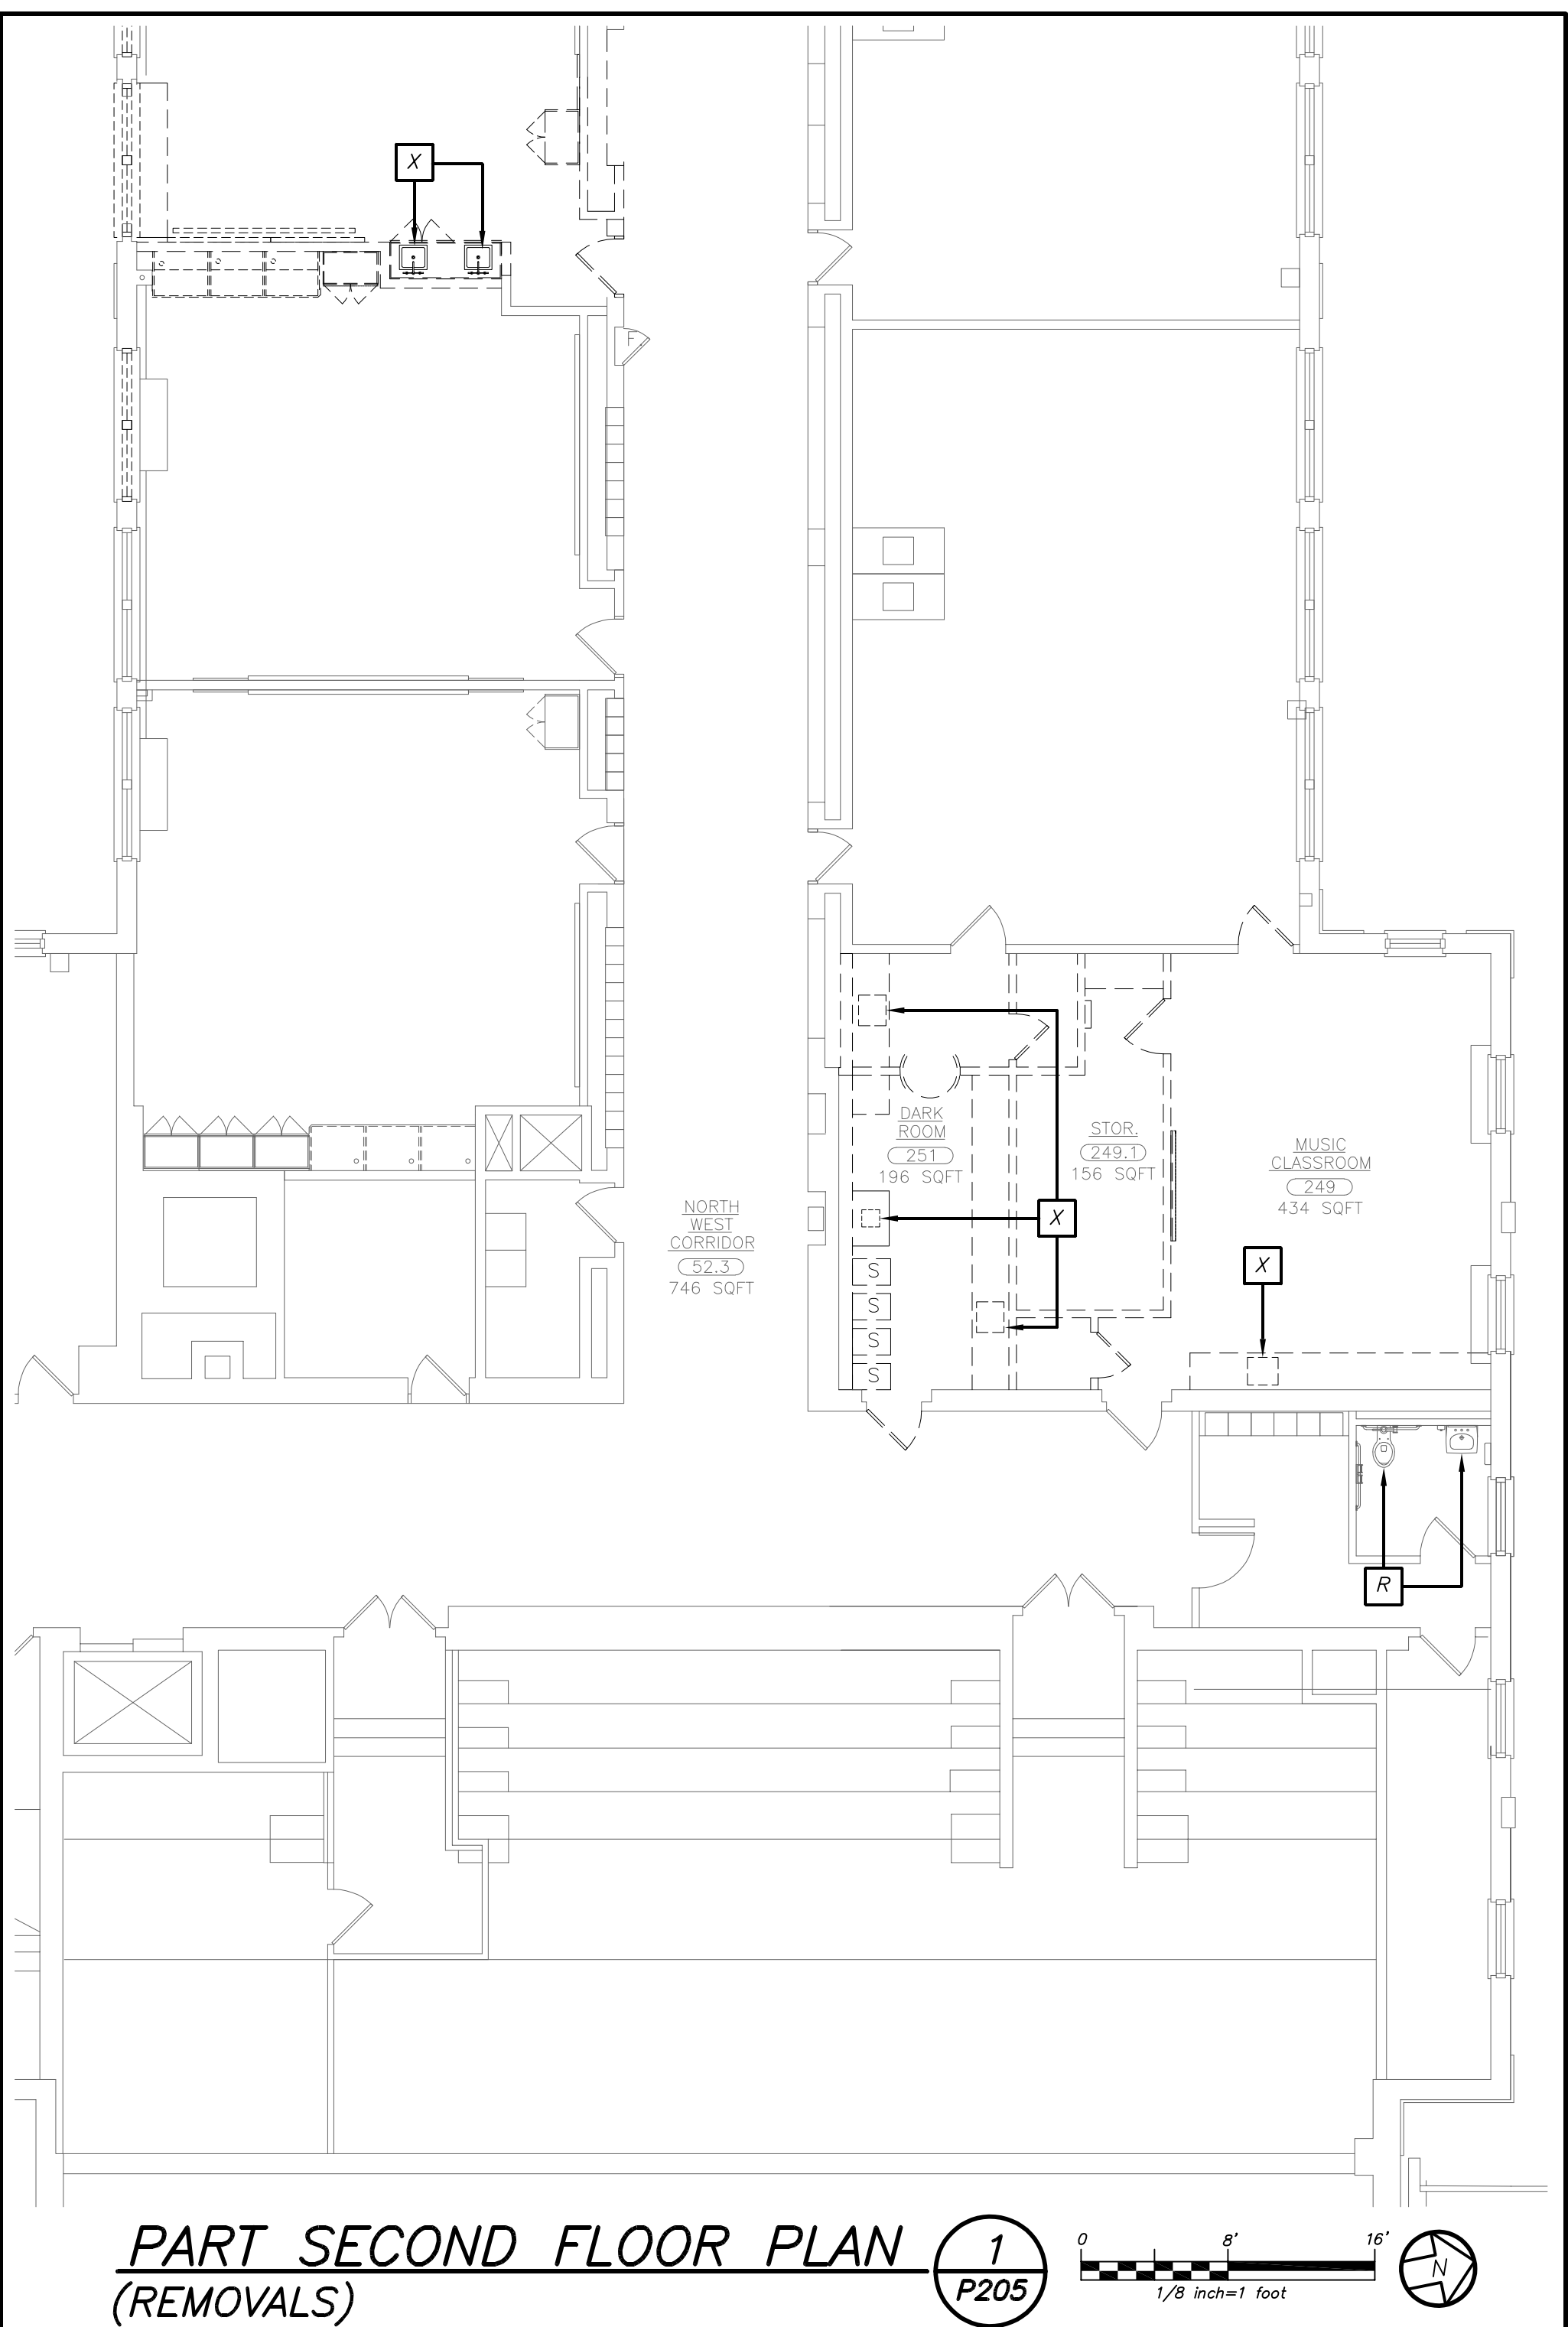 X
F
DARK
ROOM
251
196 SQFT
STOR.
249.1
156 SQFT
MUSIC
CLASSROOM
249
434 SQFT
NORTH
WEST
CORRIDOR
52.3
746 SQFT
X
X
S
S
S
S
R
PART SECOND FLOOR PLAN
(REMOVALS)
1
P205
0 8' 16'
1/8 inch=1 foot
N